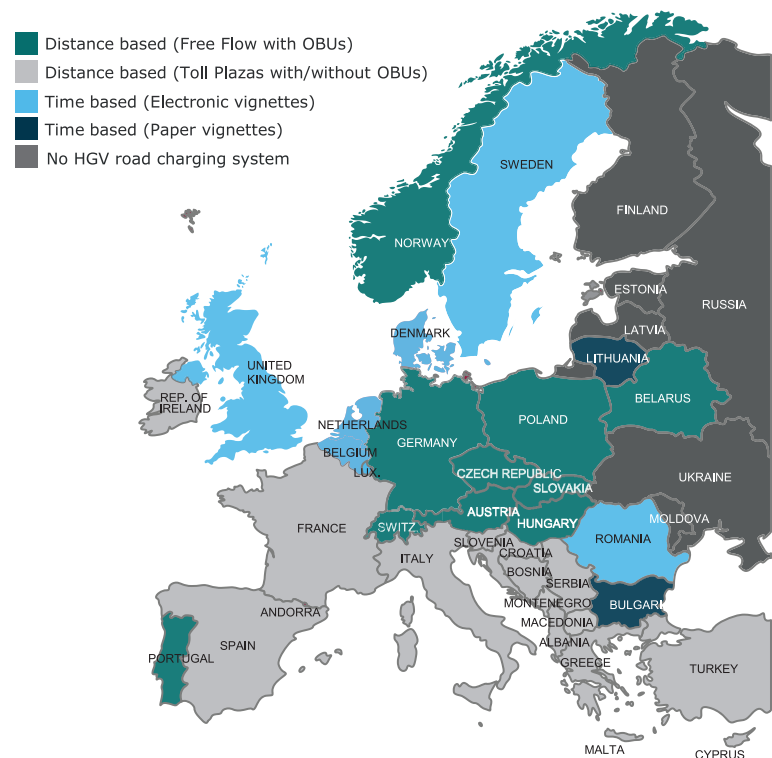 Distance based (Free Flow with OBUs)
Distance based (Toll Plazas with/without OBUs)
Time based (Electronic vignettes)
Time based (Paper vignettes)
No HGV road charging system
SWEDEN
FINLAND
NORWAY
ESTONIA
RUSSIA
LATVIA
DENMARK
LITHUANIA
UNITED
KINGDOM
REP. OF
IRELAND
BELARUS
NETHERLANDS
POLAND
GERMANY
BELGIUM
LUX.
CZECH REPUBLIC
UKRAINE
SLOVAKIA
AUSTRIA
HUNGARY
MOLDOVA
FRANCE
SWITZ.
ROMANIA
SLOVENIA
CROATIA
ITALY
BOSNIA
SERBIA
MONTENEGRO
BULGARI
ANDORRA
MACEDONIA
SPAIN
PORTUGAL
ALBANIA
GREECE
TURKEY
MALTA
CYPRUS